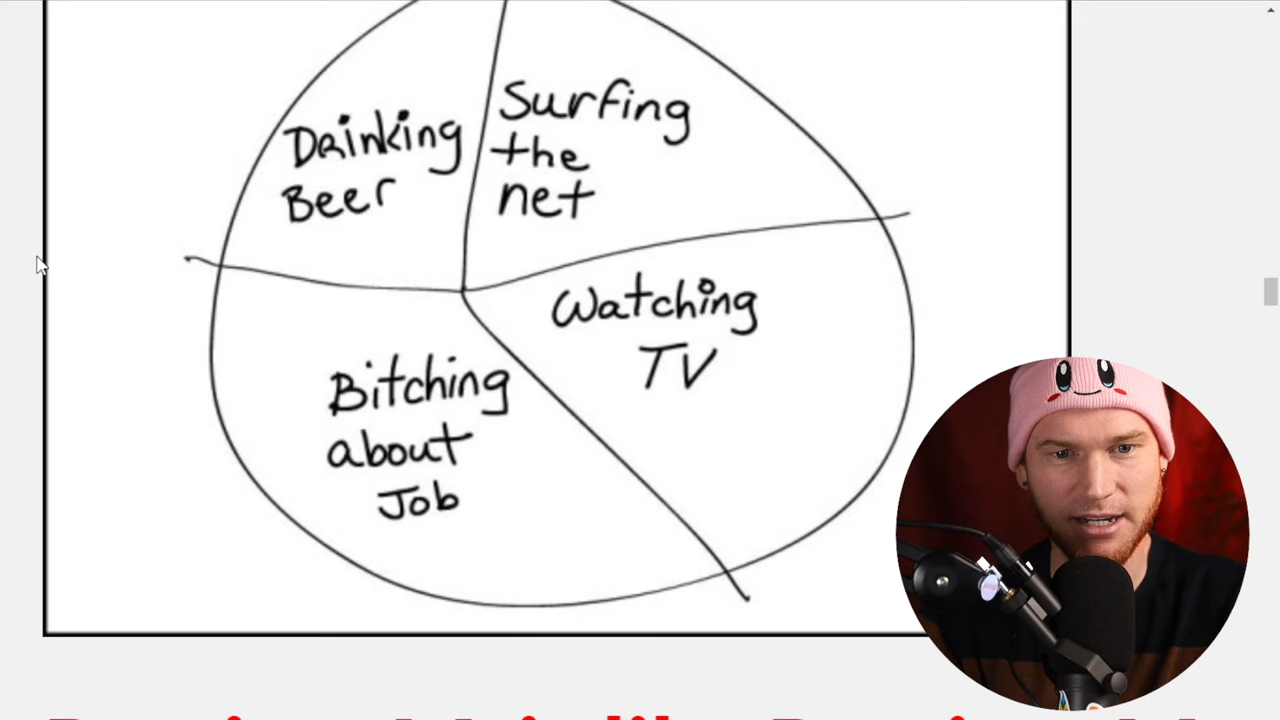 Drinking
Beer
Surfing
the
net
Watching
TV
Bitching
about
Job